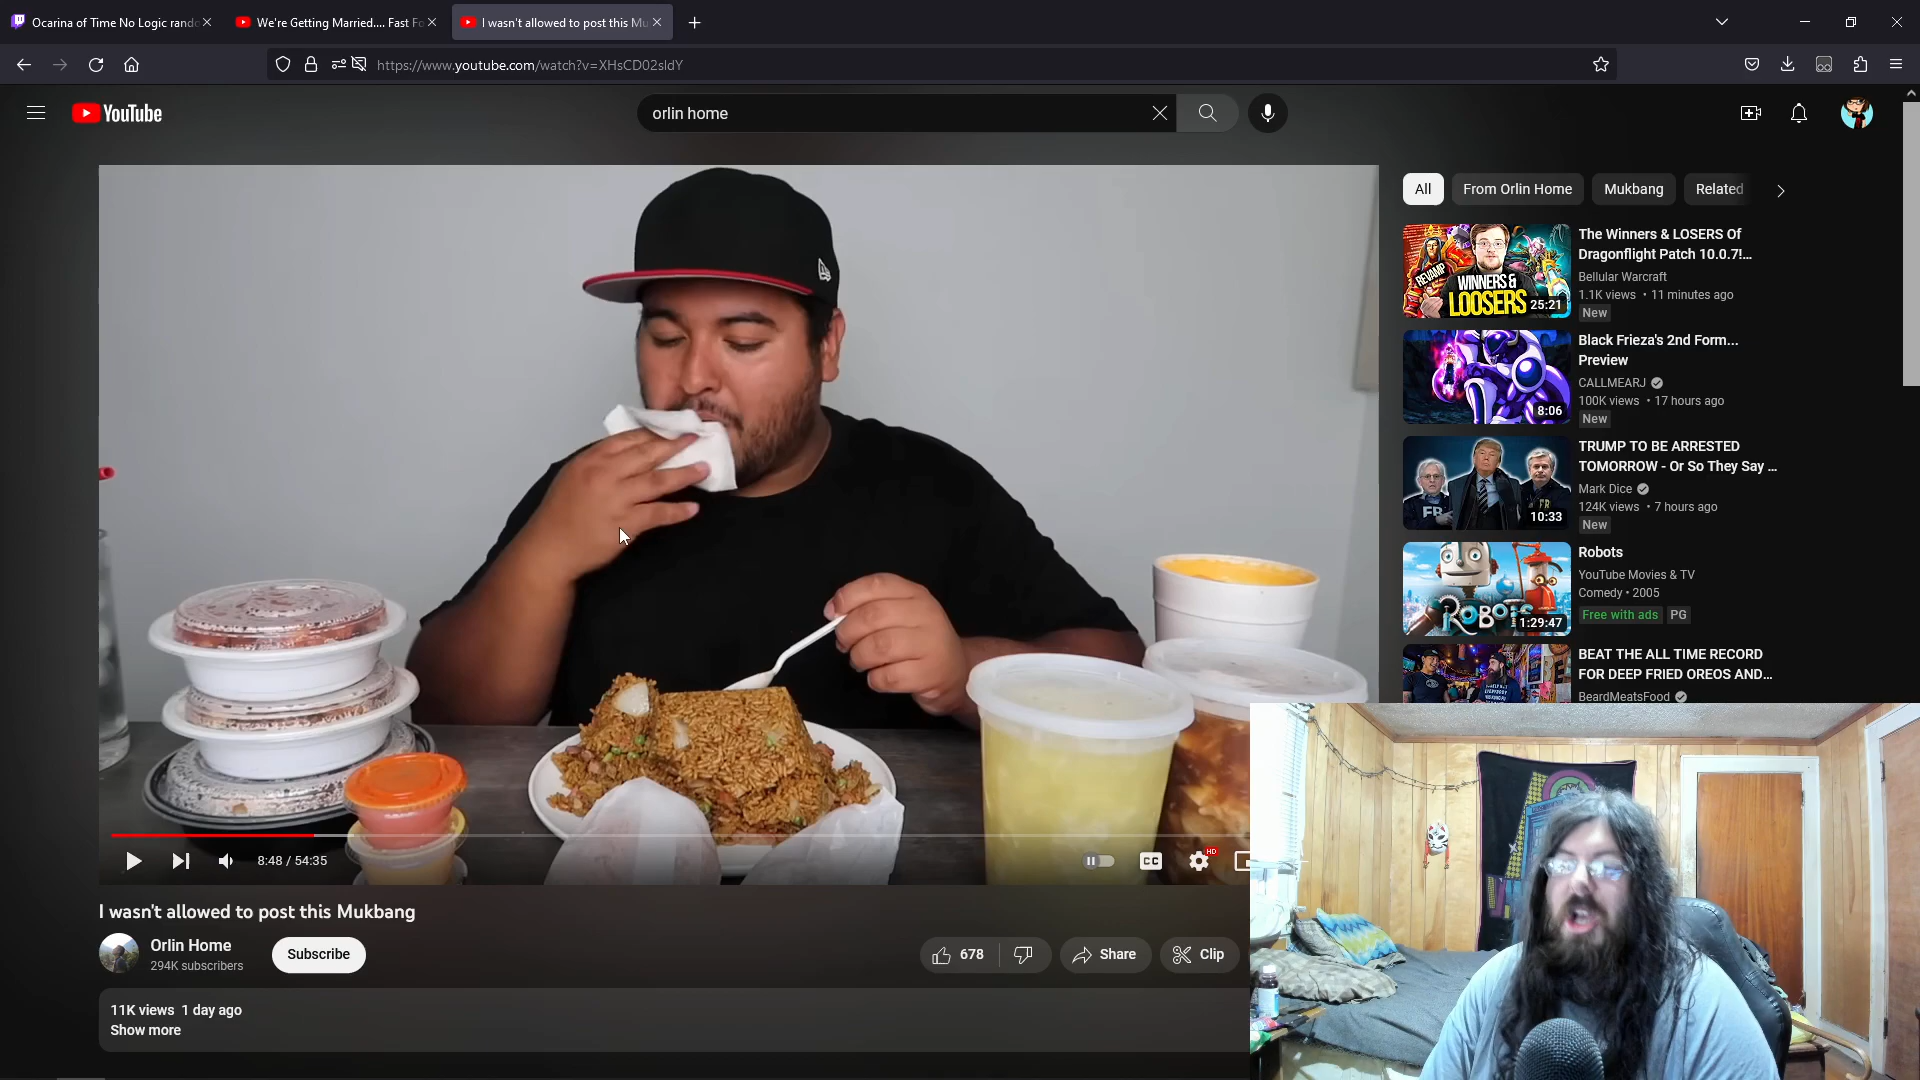 Ocarina of Time No Logic rando
We're Getting Married.... Fast Fo
I wasn't allowed to post this Mu
https://www.youtube.com/watch?v=XHsCD02sldY
YouTube
orlin home
All
From Orlin Home
Mukbang
Related
REVAMP
WINNERS &
LOOSERS
25:21
The Winners & LOSERS Of
Dragonflight Patch 10.0.7!...
Bellular Warcraft
1.1K views • 11 minutes ago
New
8:06
Black Frieza's 2nd Form...
Preview
CALLMEARJ
100K views • 17 hours ago
New
10:33
TRUMP TO BE ARRESTED
TOMORROW - Or So They Say ...
Mark Dice
124K views • 7 hours ago
New
ROBOTS
1:29:47
Robots
YouTube Movies & TV
Comedy • 2005
Free with ads
PG
BEAT THE ALL TIME RECORD
FOR DEEP FRIED OREOS AND...
BeardMeatsFood
8:48 / 54:35
CC
HD
I wasn't allowed to post this Mukbang
Orlin Home
294K subscribers
Subscribe
678
Share
Clip
11K views 1 day ago
Show more